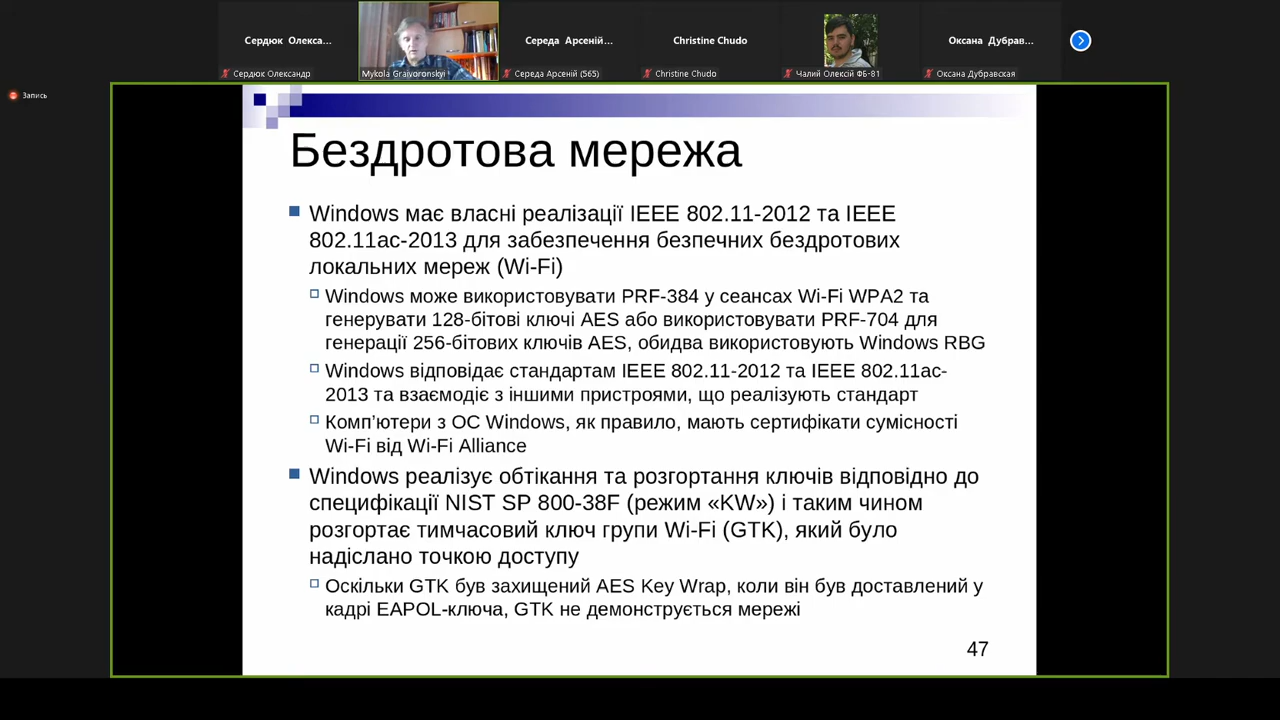 Сердюк Олекса...
Середа Арсеній...
Christine Chudo
Оксана Дубрав...
Сердюк Олександр
Mykola Graivoronskyi
Середа Арсеній (565)
Christine Chudo
Чалий Олексій ФБ-81
Оксана Дубравская
Запись
Бездротова мережа
Windows має власні реалізації IEEE 802.11-2012 та IEEE
802.11ac-2013 для забезпечення безпечних бездротових
локальних мереж (Wi-Fi)
Windows може використовувати PRF-384 у сеансах Wi-Fi WPA2 та
генерувати 128-бітові ключі AES або використовувати PRF-704 для
генерації 256-бітових ключів AES, обидва використовують Windows RBG
Windows відповідає стандартам IEEE 802.11-2012 та IEEE 802.11ac-
2013 та взаємодіє з іншими пристроями, що реалізують стандарт
Комп’ютери з ОС Windows, як правило, мають сертифікати сумісності
Wi-Fi від Wi-Fi Alliance
Windows реалізує обтікання та розгортання ключів відповідно до
специфікації NIST SP 800-38F (режим «KW») і таким чином
розгортає тимчасовий ключ групи Wi-Fi (GTK), який було
надіслано точкою доступу
Оскільки GTK був захищений AES Key Wrap, коли він був доставлений у
кадрі EAPOL-ключа, GTK не демонструється мережі
47